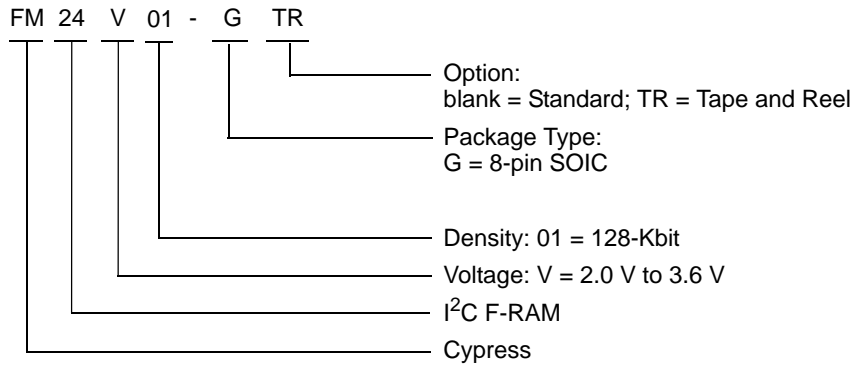 FM 24 V 01 - G TR
Option:
blank = Standard; TR = Tape and Reel
Package Type:
G = 8-pin SOIC
Density: 01 = 128-Kbit
Voltage: V = 2.0 V to 3.6 V
I²C F-RAM
Cypress